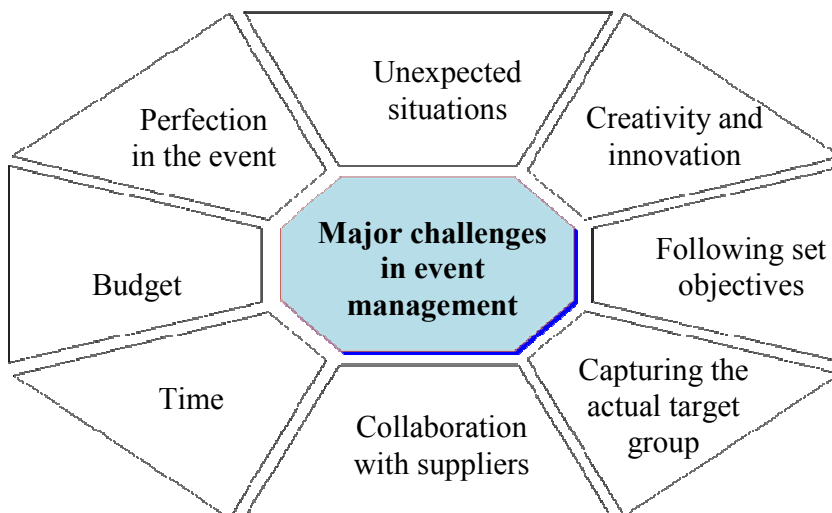 Unexpected
situations
Perfection
in the event
Creativity and
innovation
Major challenges
in event
management
Budget
Following set
objectives
Time
Collaboration
with suppliers
Capturing the
actual target
group